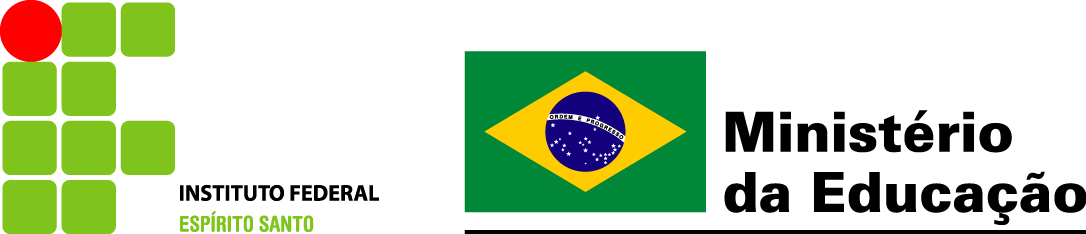 INSTITUTO FEDERAL
ESPÍRITO SANTO
ORDEM E PROGRESSO
Ministério
da Educação